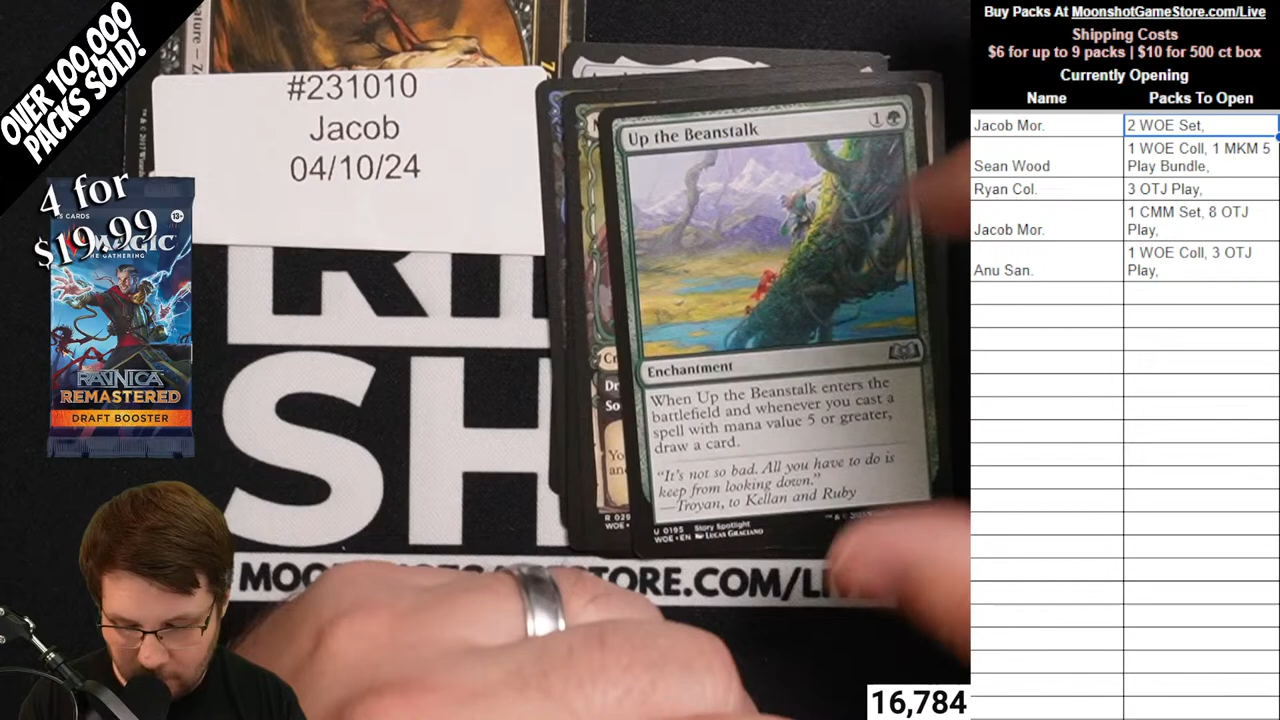 OVER 100,000
PACKS SOLD!
4 for
$19.99
CARDS
13+
MAGIC
THE GATHERING
RAVNICA
REMASTERED
DRAFT BOOSTER
#231010
Jacob
04/10/24
SH
Up the Beanstalk
1
Enchantment
When Up the Beanstalk enters the
battlefield and whenever you cast a
spell with mana value 5 or greater,
draw a card.
"It's not so bad. All you have to do is
keep from looking down."
—Troyan, to Kellan and Ruby
U 0195 Story Spotlight
WOE • EN LUCAS GRACIANO
STORE.COM/LI
16,784
Buy Packs At MoonshotGameStore.com/Live
Shipping Costs
$6 for up to 9 packs | $10 for 500 ct box
Currently Opening
Name Packs To Open
Jacob Mor. 2 WOE Set,
Sean Wood 1 WOE Coll, 1 MKM 5
Play Bundle,
Ryan Col. 3 OTJ Play,
Jacob Mor. 1 CMM Set, 8 OTJ
Play,
Anu San. 1 WOE Coll, 3 OTJ
Play,